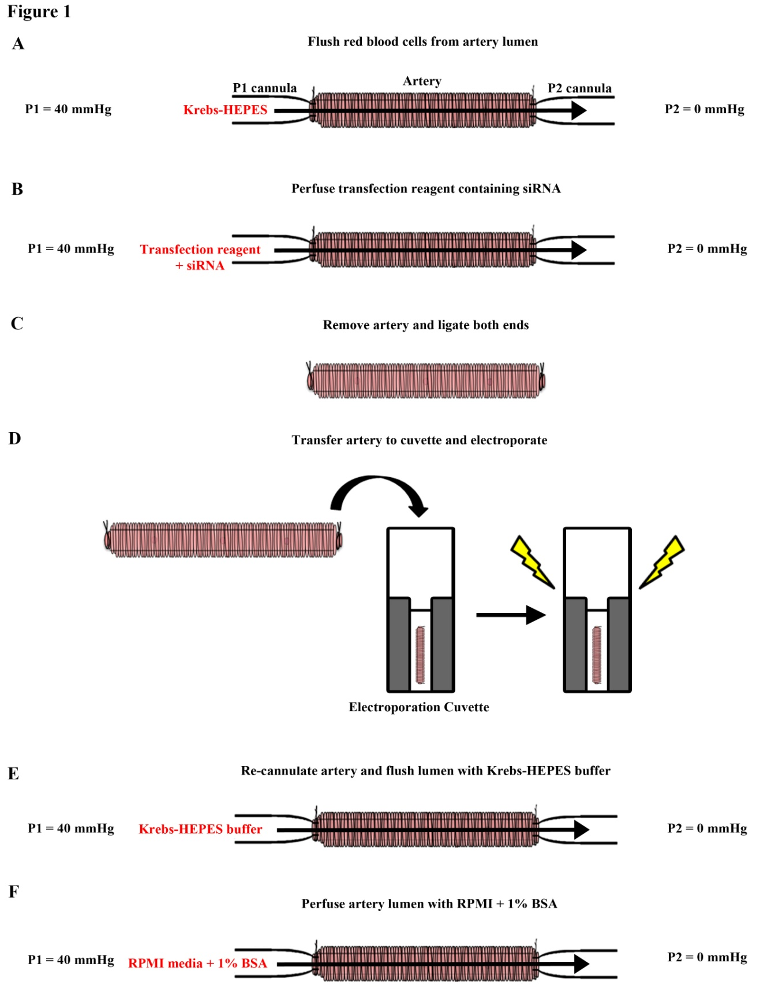 Figure 1
A
Flush red blood cells from artery lumen
P1 cannula
Artery
P2 cannula
P1 = 40 mmHg
Krebs-HEPES
P2 = 0 mmHg
B
Perfuse transfection reagent containing siRNA
P1 = 40 mmHg
Transfection reagent
+ siRNA
P2 = 0 mmHg
C
Remove artery and ligate both ends
D
Transfer artery to cuvette and electroporate
Electroporation Cuvette
E
Re-cannulate artery and flush lumen with Krebs-HEPES buffer
P1 = 40 mmHg
Krebs-HEPES buffer
P2 = 0 mmHg
F
Perfuse artery lumen with RPMI + 1% BSA
P1 = 40 mmHg
RPMI media + 1% BSA
P2 = 0 mmHg